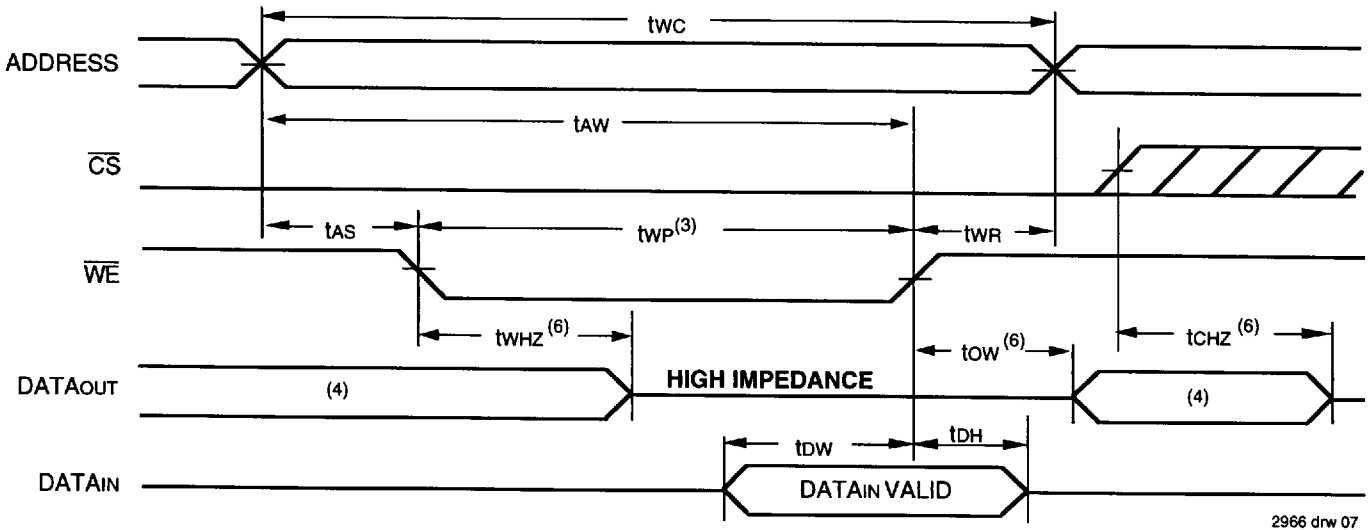 tWC
ADDRESS
tAW
CS
tAS
tWP(3)
tWR
WE
tWHZ(6)
tOW(6)
tCHZ(6)
DATAOUT
(4)
HIGH IMPEDANCE
(4)
tDW
tDH
DATAIN
DATAIN VALID
2966 drw 07